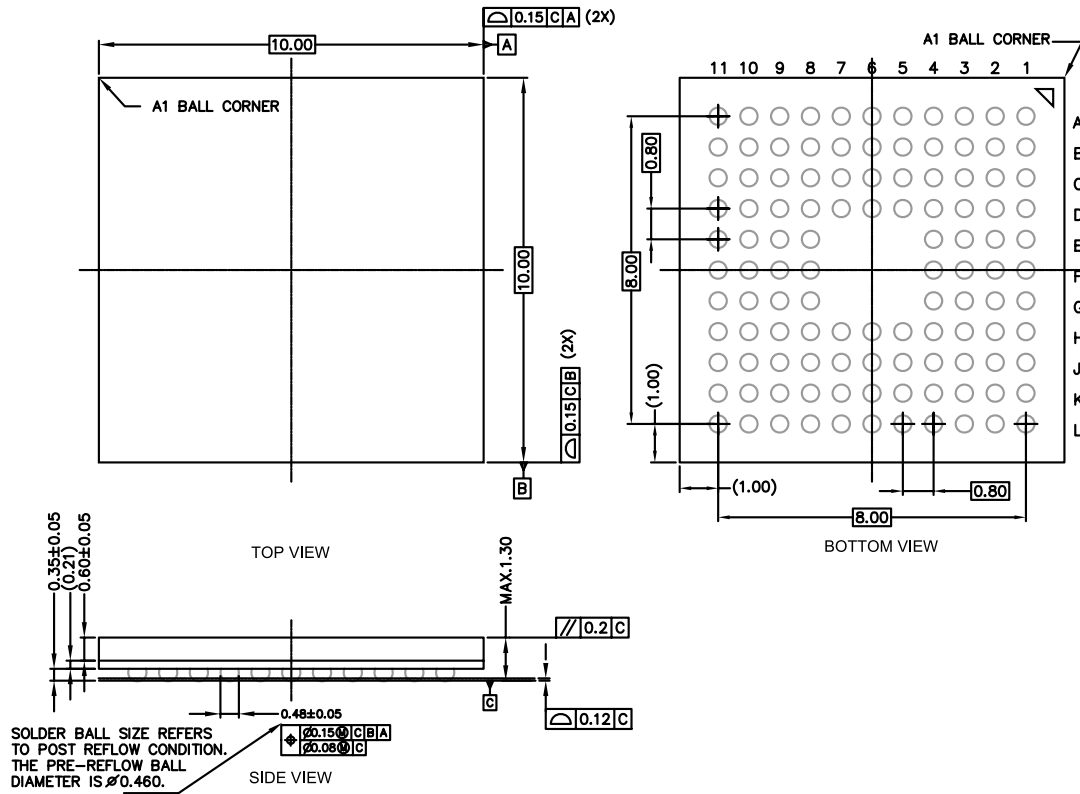 0.15 C A (2X)
10.00
A
A1 BALL CORNER
10.00
0.15 C B (2X)
B
TOP VIEW
A1 BALL CORNER
11 10 9 8 7 6 5 4 3 2 1
A
C
D
F
H
J
L
0.80
8.00
(1.00)
(1.00)
0.80
8.00
BOTTOM VIEW
0.35±0.05
(0.21)
0.60±0.05
MAX.1.30
// 0.2 C
C
0.12 C
0.48±0.05
Ø0.15 Ⓜ C B A
Ø0.08 Ⓜ C
SOLDER BALL SIZE REFERS
TO POST REFLOW CONDITION.
THE PRE-REFLOW BALL
DIAMETER IS Ø0.460.
SIDE VIEW